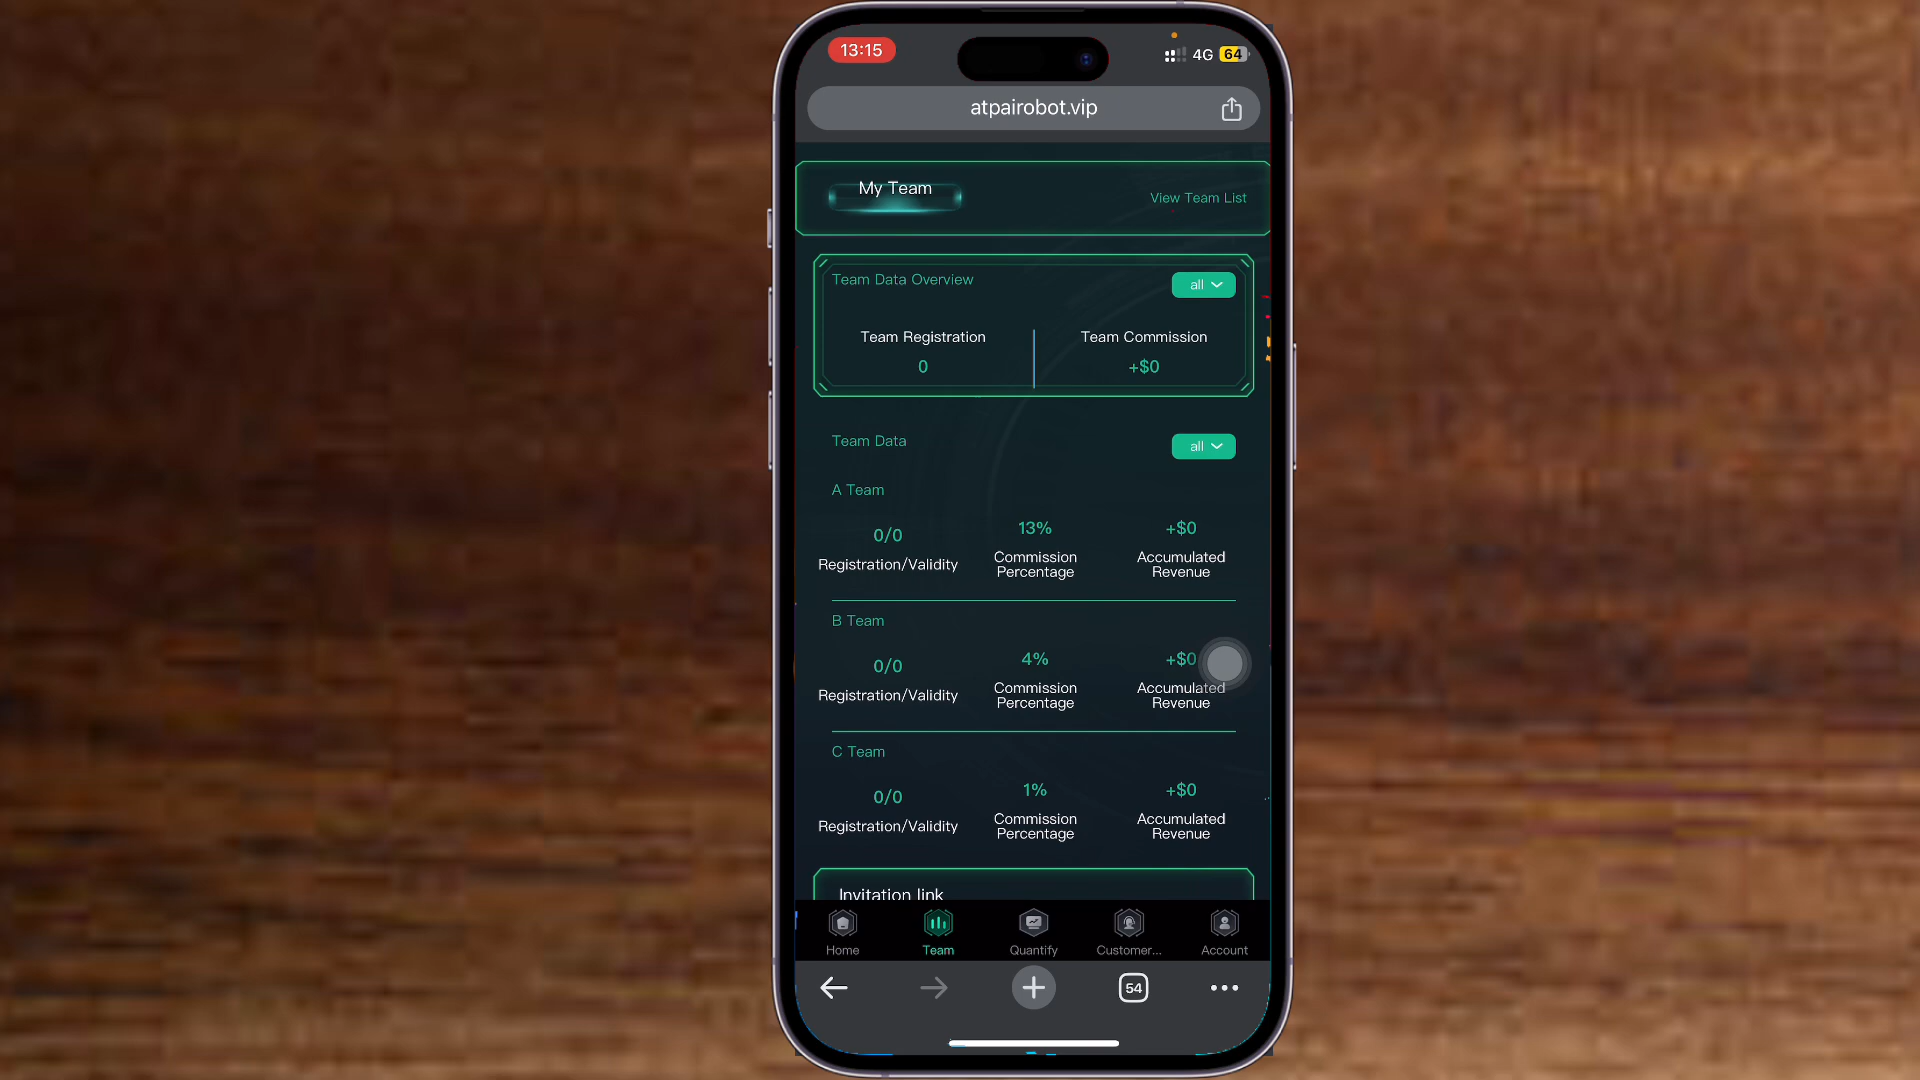 13:15
4G 64
atpairobot.vip
My Team
View Team List
Team Data Overview
all
Team Registration
Team Commission
0
+$0
Team Data
all
A Team
0/0
13%
+$0
Registration/Validity
Commission Percentage
Accumulated Revenue
B Team
0/0
4%
+$0
Registration/Validity
Commission Percentage
Accumulated Revenue
C Team
0/0
1%
+$0
Registration/Validity
Commission Percentage
Accumulated Revenue
Invitation link
Home
Team
Quantify
Customer...
Account
54